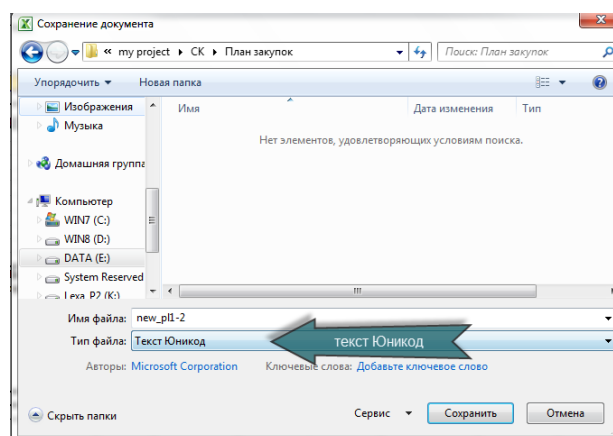 Сохранение документа
« my project ▸ СК ▸ План закупок
Поиск: План закупок
Упорядочить
Новая папка
Изображения
Музыка
Домашняя группа
Компьютер
WIN7 (C:)
WIN8 (D:)
DATA (E:)
System Reserved
Lexa_P2 (K:)
Имя
Дата изменения
Тип
Нет элементов, удовлетворяющих условиям поиска.
Имя файла: new_pl1-2
Тип файла: Текст Юникод
текст Юникод
Авторы: Microsoft Corporation
Ключевые слова: Добавьте ключевое слово
Скрыть папки
Сервис
Сохранить
Отмена